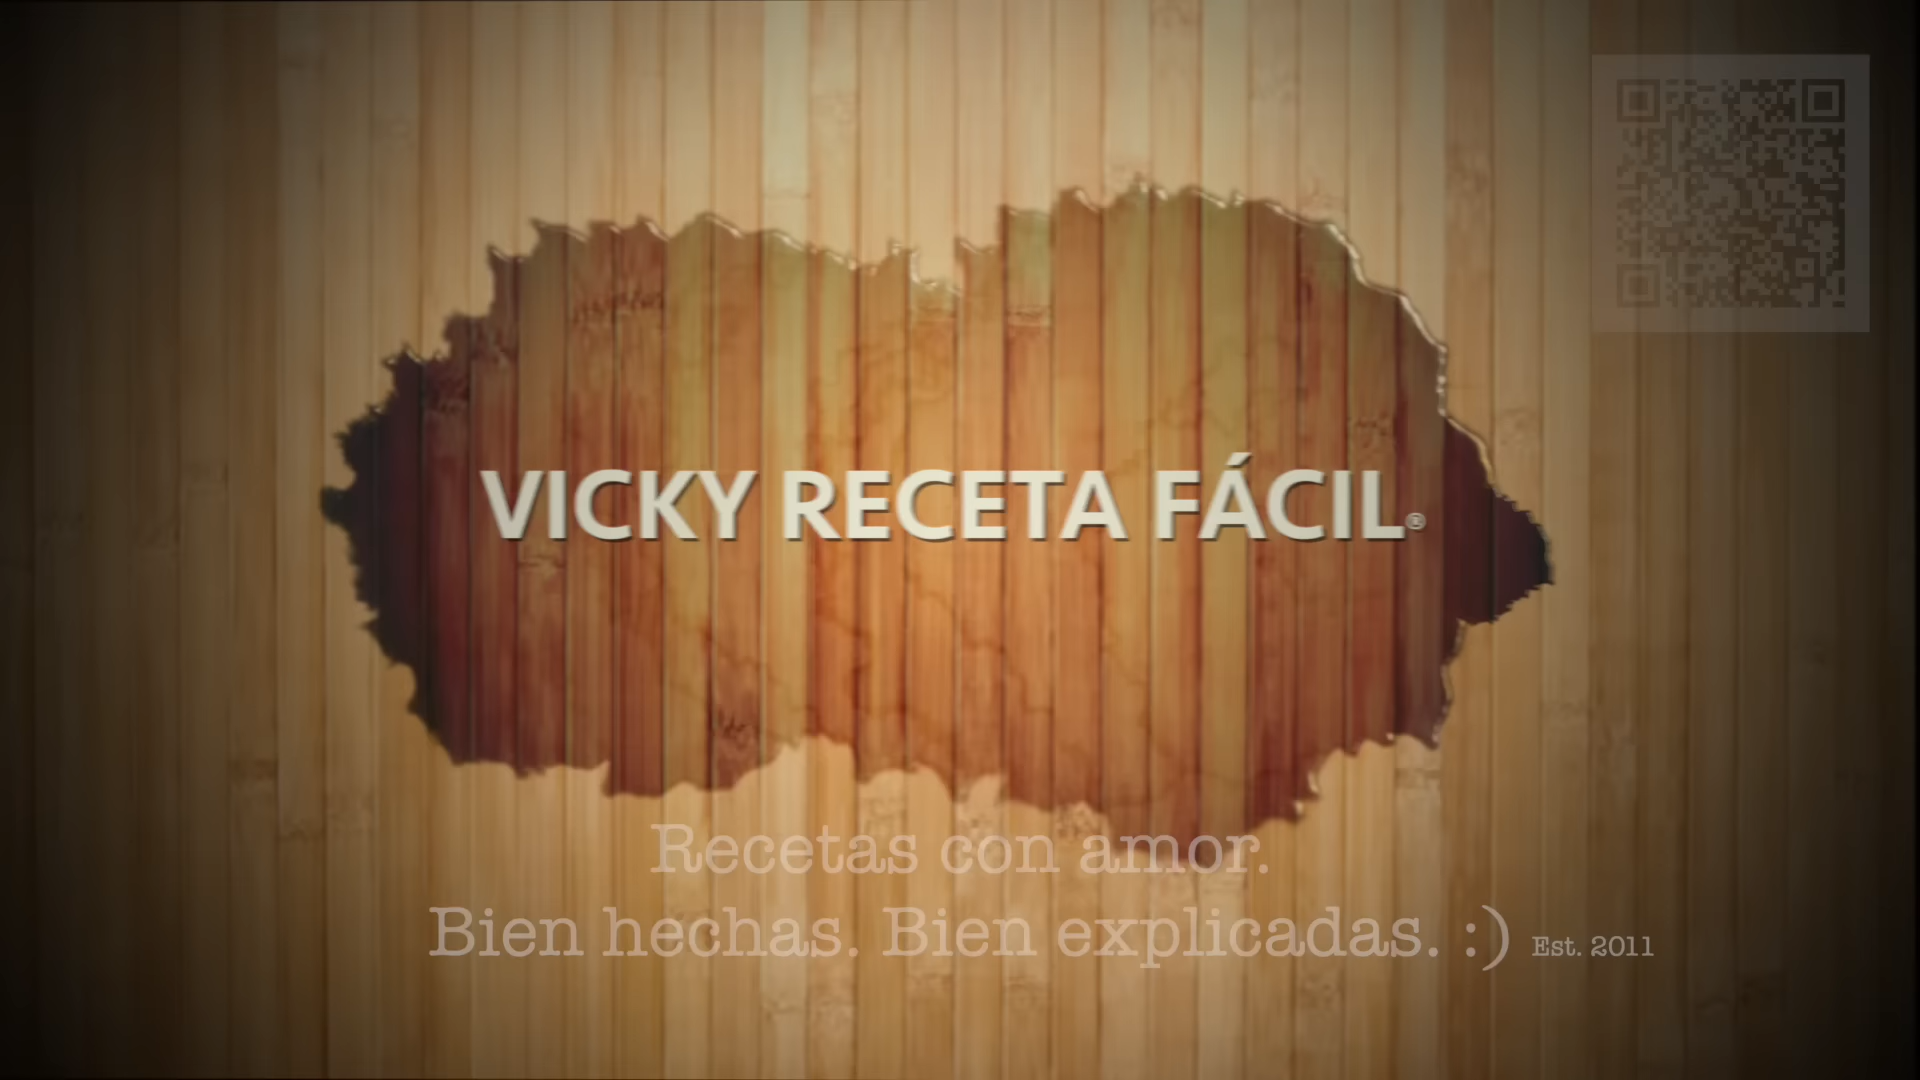 VICKY RECETA FÁCIL®
Recetas con amor.
Bien hechas. Bien explicadas. :) Est. 2011